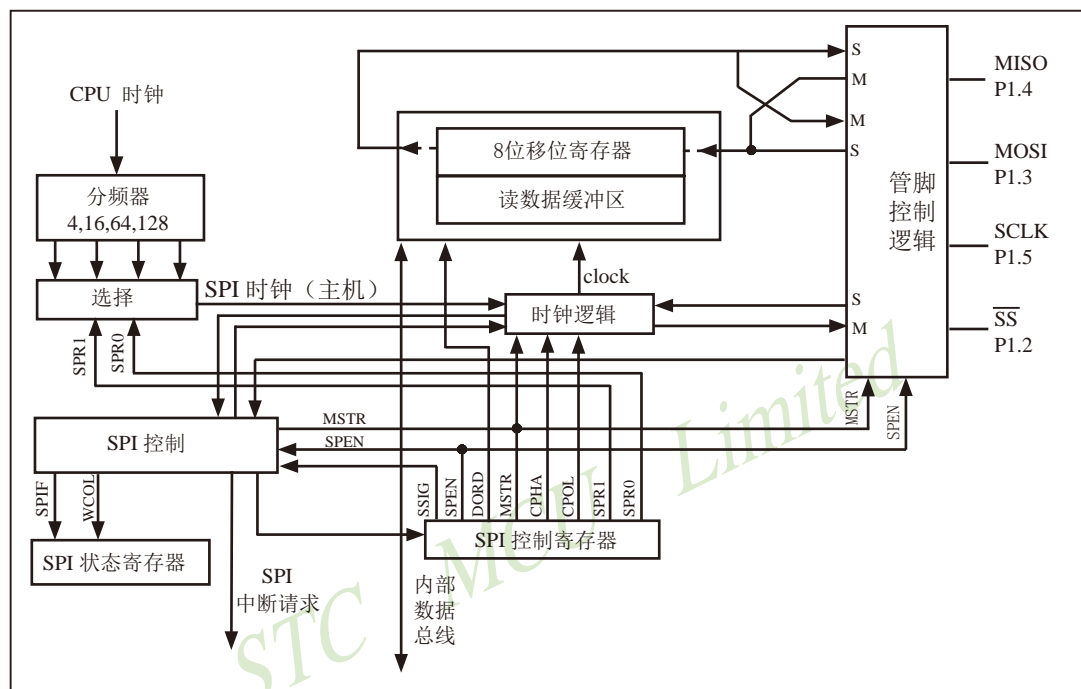 CPU 时钟
分频器
4,16,64,128
选择
SPI 时钟（主机）
SPR1
SPR0
8位移位寄存器
读数据缓冲区
clock
时钟逻辑
S
M
M
S
S
M
管脚
控制
逻辑
MISO
P1.4
MOSI
P1.3
SCLK
P1.5
SS
P1.2
MSTR
SPEN
SPI 控制
MSTR
SPEN
SPIF
WCOL
SPI 状态寄存器
SPI
中断请求
SSIG
SPEN
DORD
MSTR
CPHA
CPOL
SPR1
SPR0
SPI 控制寄存器
内部
数据
总线
STC MCU Limited